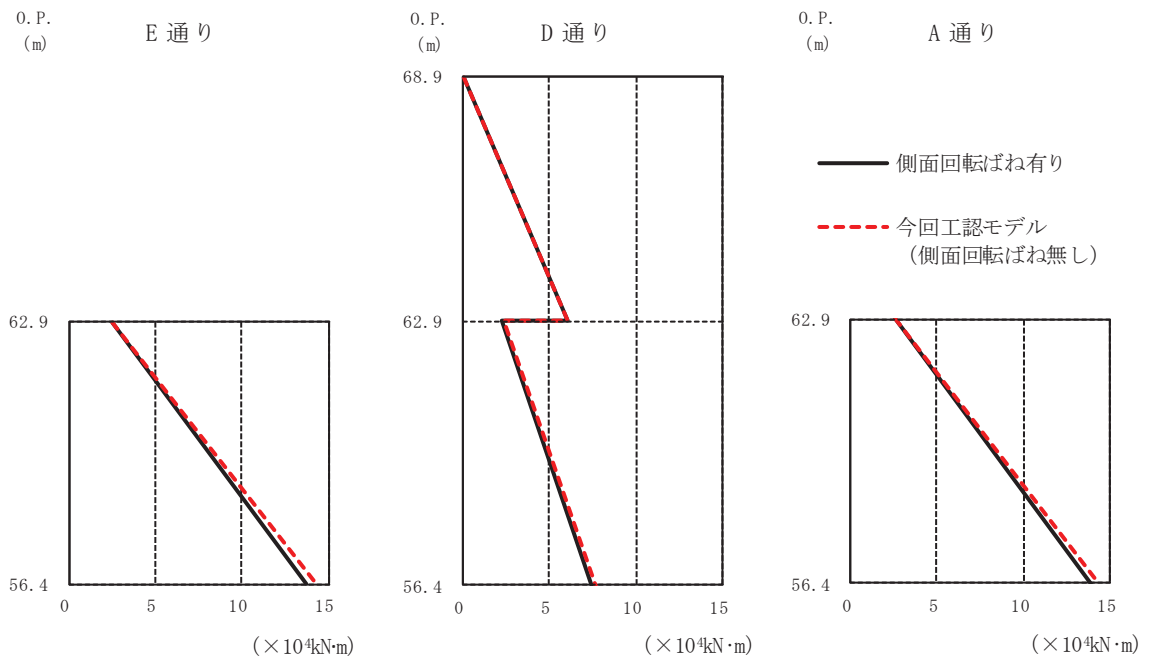 O.P.
(m)
E 通り
62.9
56.4
0 5 10 15
(×10⁴kN・m)
O.P.
(m)
D 通り
68.9
62.9
56.4
0 5 10 15
(×10⁴kN・m)
O.P.
(m)
A 通り
側面回転ばね有り
今回工認モデル
（側面回転ばね無し）
62.9
56.4
0 5 10 15
(×10⁴kN・m)